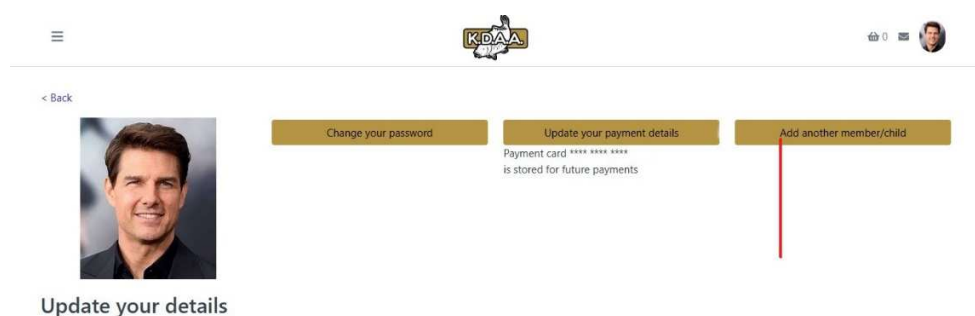 K.D.A.A.
0
< Back
Change your password
Update your payment details
Add another member/child
Payment card **** **** ****
is stored for future payments
Update your details